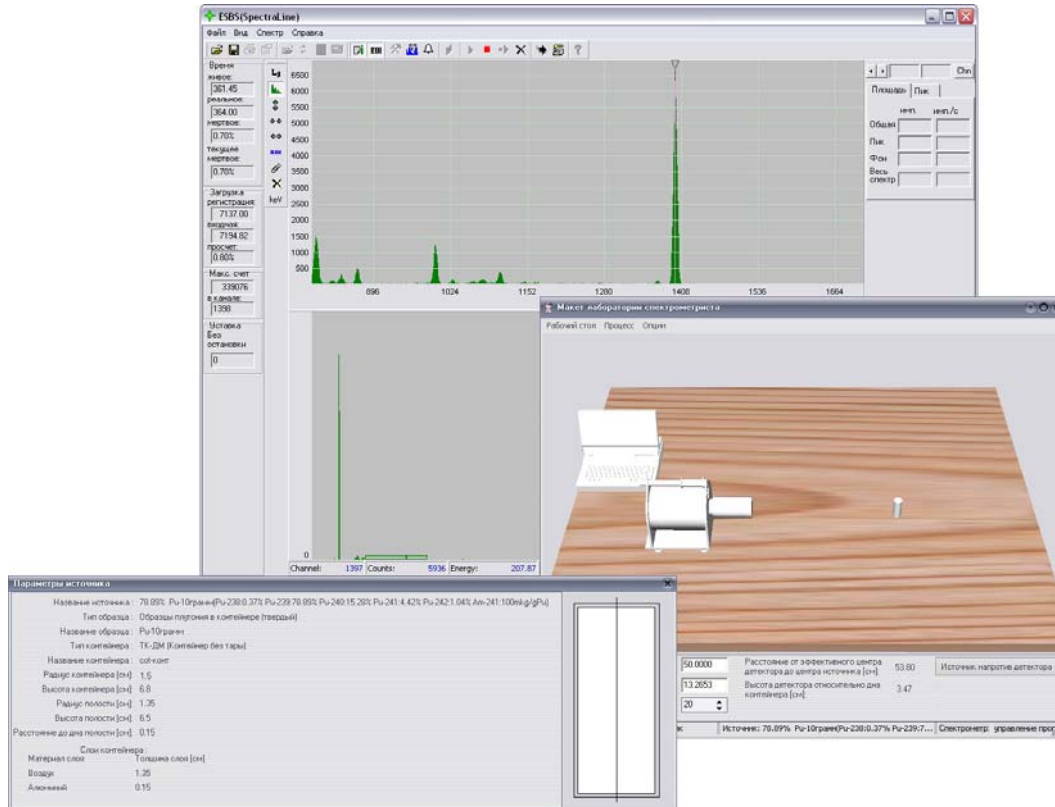 ESBS(SpectraLine)
Файл Вид Спектр Справка
Время
живое:
361.45
реальное:
364.00
мертвое:
0.70%
текущее
мертвое:
0.70%
Загрузка
регистрация:
7137.00
входная:
7194.82
просчет:
0.80%
Макс. счет
339076
в канале:
1398
Уставка
Без
остановки
0
Lg
keV
6500
6000
5500
5000
4500
4000
3500
3000
2500
2000
1500
1000
500
896 1024 1152 1280 1408 1536 1664
Chn
Площадь Пик
имп. имп./с
Общая
Пик
Фон
Весь
спектр
0
Channel: 1397 Counts: 5936 Energy: 207.87
Макет лаборатории спектрометриста
Рабочий стол Процесс Опции
50.0000
13.2653
20
Расстояние от эффективного центра
детектора до центра источника [см]: 53.80
Источник напротив детектора
Высота детектора относительно дна
контейнера [см]: 3.47
Источник: 78.89% Pu-10грамм(Pu-238:0.37% Pu-239:7...
Спектрометр: управление прог
Параметры источника
Название источника : 78.89% Pu-10грамм(Pu-238:0.37% Pu-239:78.89% Pu-240:15.28% Pu-241:4.42% Pu-242:1.04% Am-241:100mkg/gPu)
Тип образца : Образцы плутония в контейнере (твердый)
Название образца : Pu-10грамм
Тип контейнера : ТК-ДМ (Контейнер без тары)
Название контейнера : cot-конт
Радиус контейнера [см] 1.5
Высота контейнера [см] 6.8
Радиус полости [см] 1.35
Высота полости [см] 6.5
Расстояние до дна полости [см] 0.15
Слои контейнера :
Материал слоя Толщина слоя [см]
Воздух 1.35
Алюминий 0.15